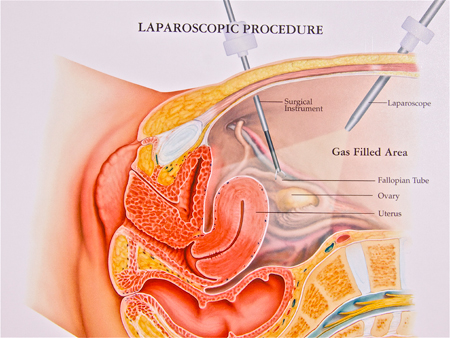 LAPAROSCOPIC PROCEDURE
Surgical
Instrument
Laparoscope
Gas Filled Area
Fallopian Tube
Ovary
Uterus